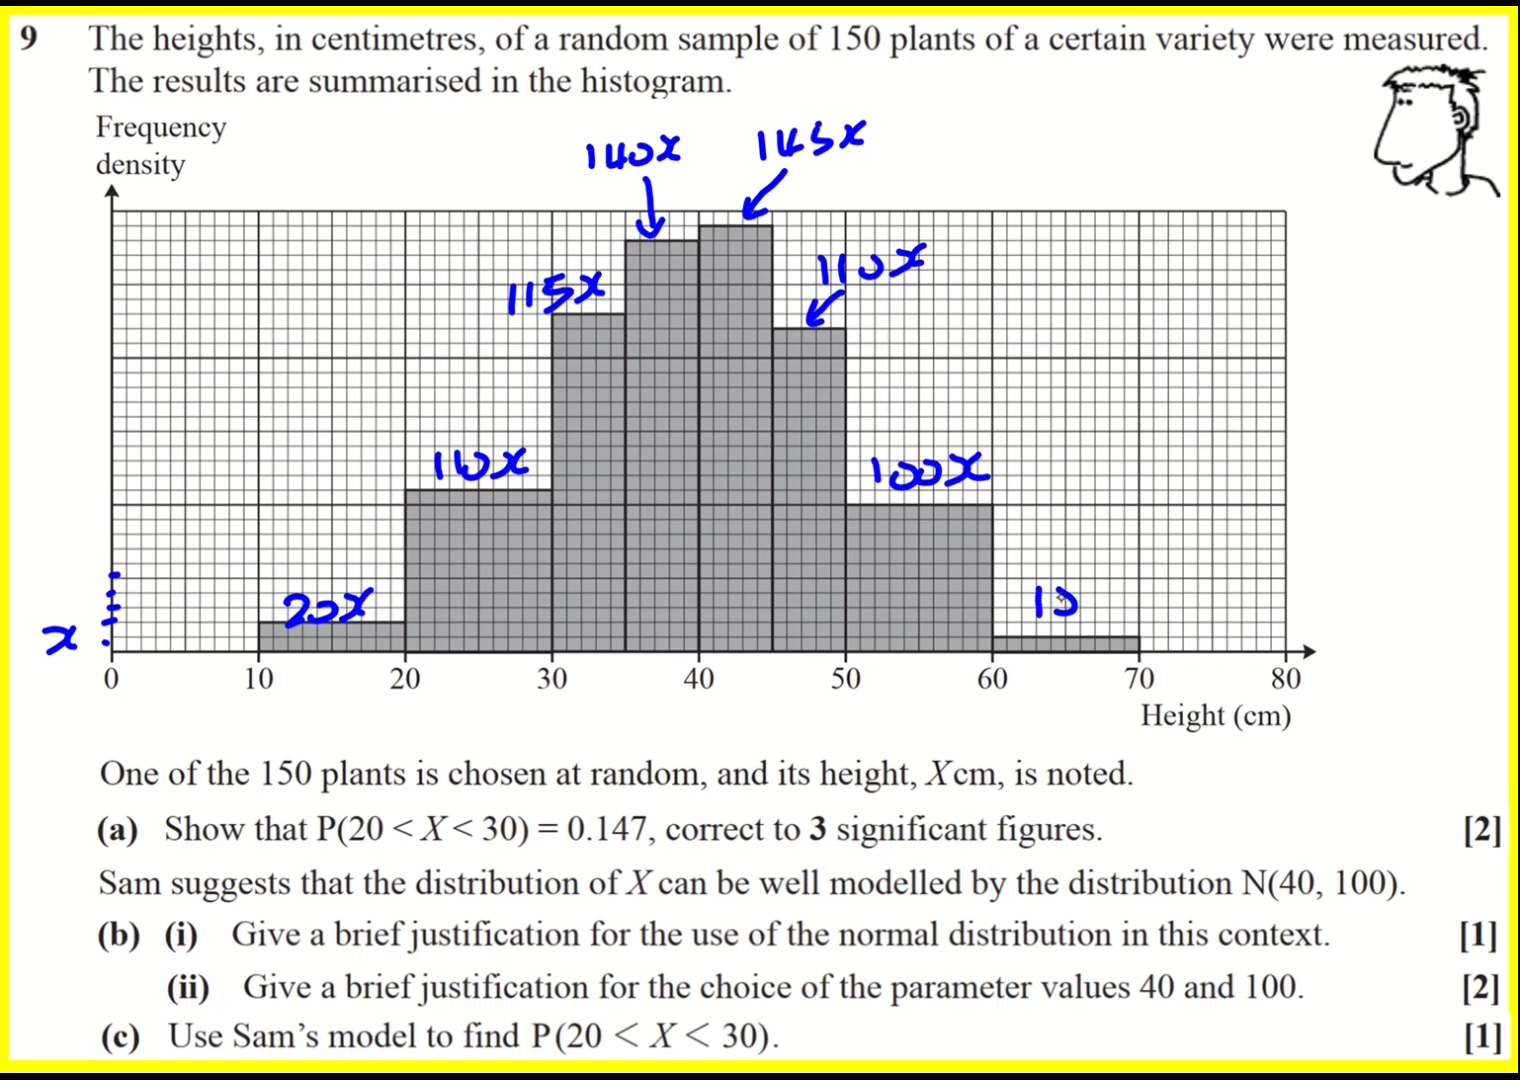 9 The heights, in centimetres, of a random sample of 150 plants of a certain variety were measured.
The results are summarised in the histogram.
Frequency
density
140x 145x
115x 110x
110x 100x
20x 10
x
0 10 20 30 40 50 60 70 80
Height (cm)
One of the 150 plants is chosen at random, and its height, X cm, is noted.
(a) Show that P(20 < X < 30) = 0.147, correct to 3 significant figures. [2]
Sam suggests that the distribution of X can be well modelled by the distribution N(40, 100).
(b) (i) Give a brief justification for the use of the normal distribution in this context. [1]
(ii) Give a brief justification for the choice of the parameter values 40 and 100. [2]
(c) Use Sam's model to find P(20 < X < 30). [1]